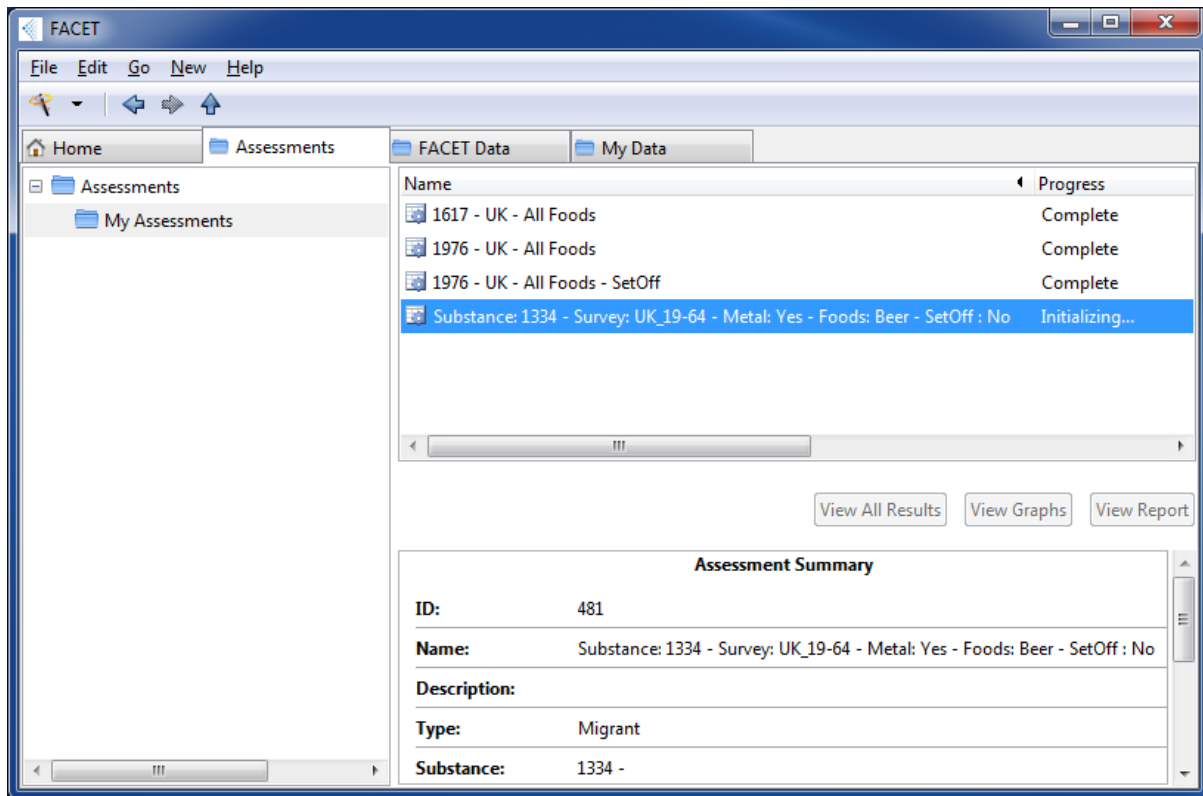 FACET
File Edit Go New Help
Home Assessments FACET Data My Data
Assessments
My Assessments
Name Progress
1617 - UK - All Foods Complete
1976 - UK - All Foods Complete
1976 - UK - All Foods - SetOff Complete
Substance: 1334 - Survey: UK_19-64 - Metal: Yes - Foods: Beer - SetOff : No Initializing...
View All Results View Graphs View Report
Assessment Summary
ID: 481
Name: Substance: 1334 - Survey: UK_19-64 - Metal: Yes - Foods: Beer - SetOff : No
Description:
Type: Migrant
Substance: 1334 -